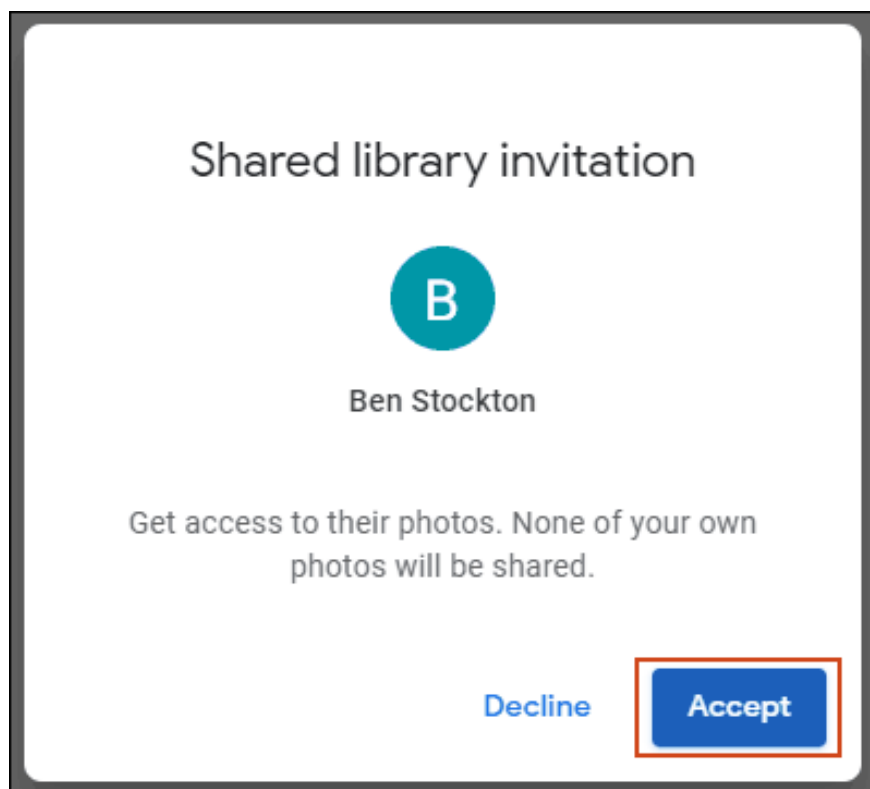 Shared library invitation
B
Ben Stockton
Get access to their photos. None of your own
photos will be shared.
Decline
Accept